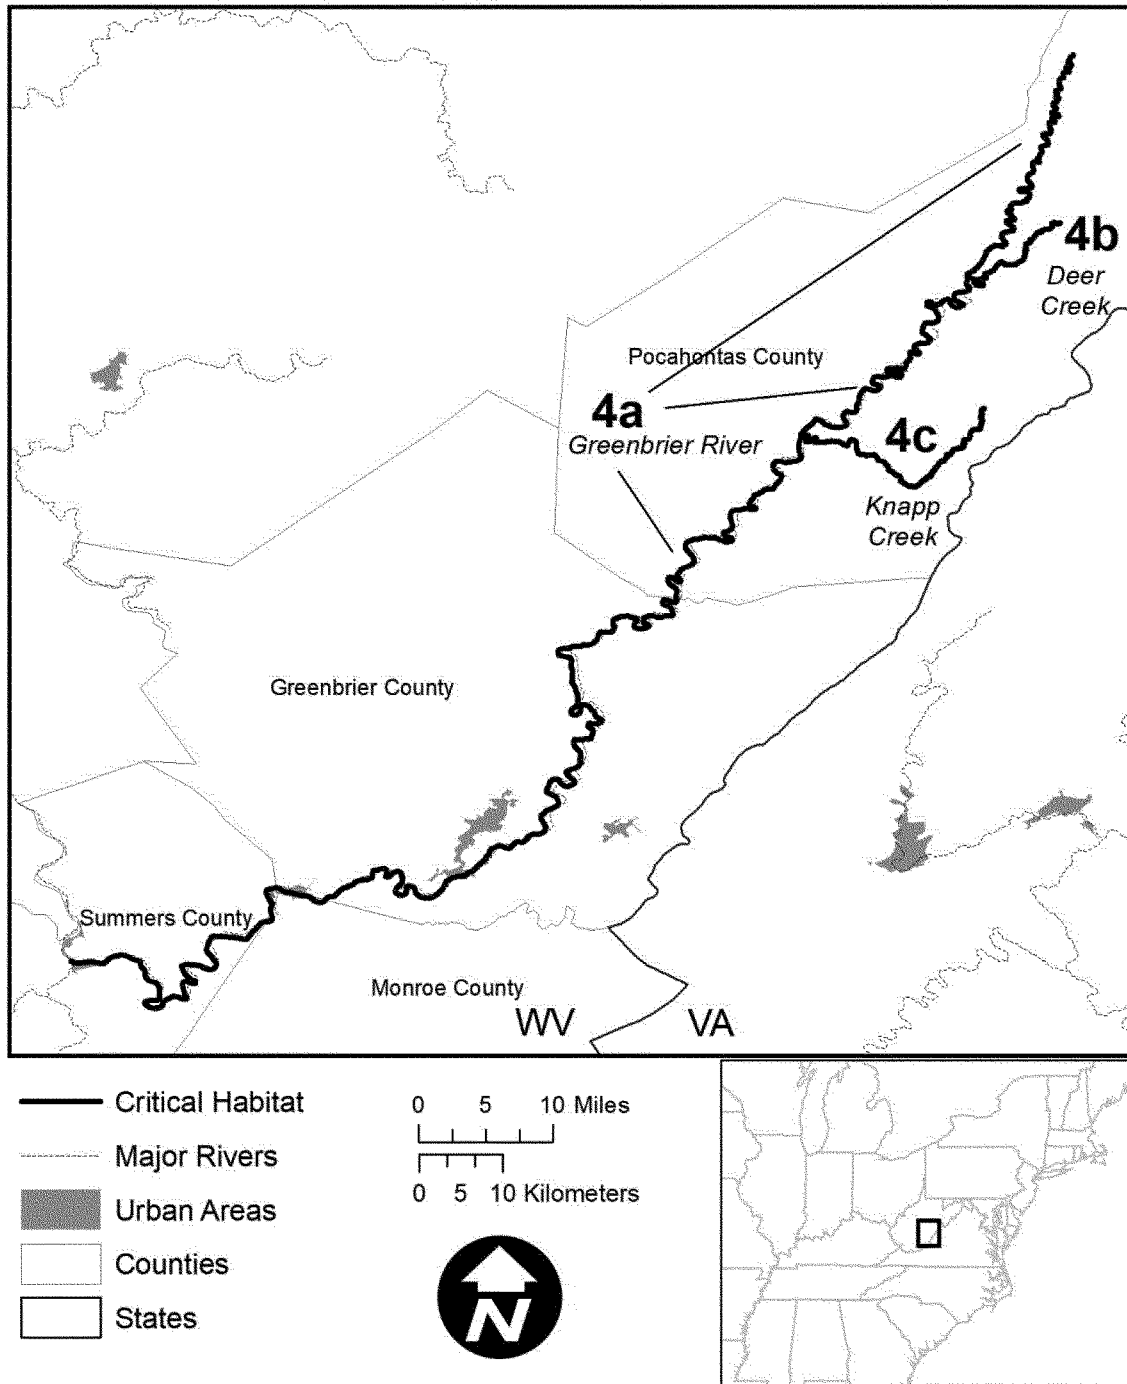 4b
Deer
Creek
Pocahontas County
4a
Greenbrier River
4c
Knapp
Creek
Greenbrier County
Summers County
Monroe County
WV
VA
Critical Habitat
Major Rivers
Urban Areas
Counties
States
0 5 10 Miles
0 5 10 Kilometers
N